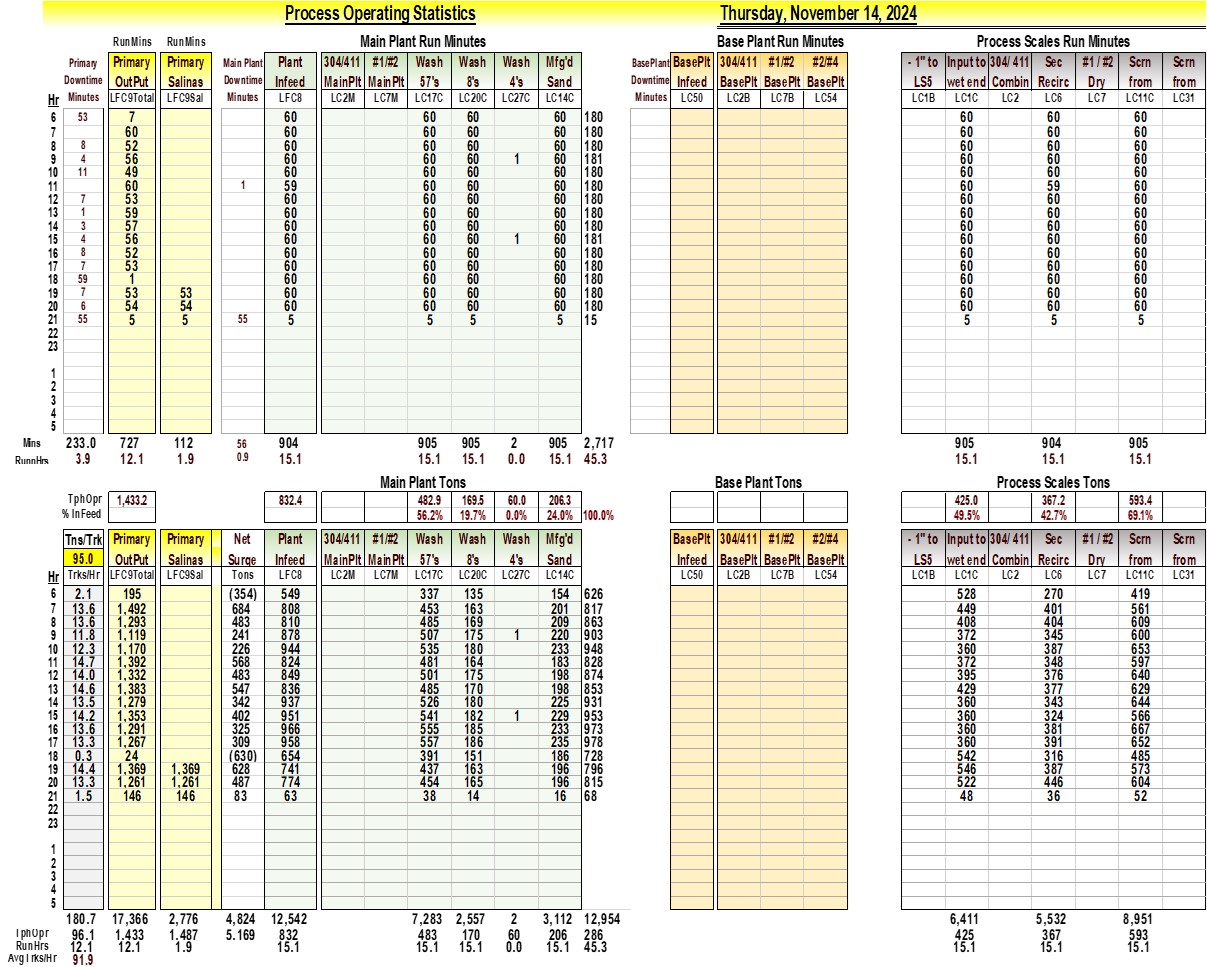 Process Operating Statistics Thursday, November 14, 2024
RunMins RunMins Main Plant Run Minutes Base Plant Run Minutes Process Scales Run Minutes
Primary Primary Primary Main Plant Plant 304/411 #1/#2 Wash Wash Wash Mfg'd BasePlant BasePlt 304/411 #1/#2 #2/#4 - 1" to Input to 304/ 411 Sec #1 / #2 Scrn Scrn
Downtime OutPut Salinas Downtime Infeed MainPlt MainPlt 57's 8's 4's Sand Downtime Infeed BasePlt BasePlt BasePlt LS5 wet end Combin Recirc Dry from from
Hr Minutes LFC9Total LFC9Sal Minutes LFC8 LC2M LC7M LC17C LC20C LC27C LC14C Minutes LC50 LC2B LC7B LC54 LC1B LC1C LC2 LC6 LC7 LC11C LC31
6 53 7 60 60 60 60 180 60 60 60
7 60 60 60 60 60 180 60 60 60
8 8 52 60 60 60 60 180 60 60 60
9 4 56 60 60 60 1 60 181 60 60 60
10 11 49 60 60 60 60 180 60 60 60
11 60 1 59 60 60 60 180 60 59 60
12 7 53 60 60 60 60 180 60 60 60
13 1 59 60 60 60 60 180 60 60 60
14 3 57 60 60 60 60 180 60 60 60
15 4 56 60 60 60 1 60 181 60 60 60
16 8 52 60 60 60 60 180 60 60 60
17 7 53 60 60 60 60 180 60 60 60
18 59 1 60 60 60 60 180 60 60 60
19 7 53 53 60 60 60 60 180 60 60 60
20 6 54 54 60 60 60 60 180 60 60 60
21 55 5 5 55 5 5 5 5 15 5 5 5
22
23
1
2
3
4
5
Mins 233.0 727 112 56 904 905 905 2 905 2,717 905 904 905
RunnHrs 3.9 12.1 1.9 0.9 15.1 15.1 15.1 0.0 15.1 45.3 15.1 15.1 15.1
Main Plant Tons Base Plant Tons Process Scales Tons
TphOpr 1,433.2 832.4 482.9 169.5 60.0 206.3 425.0 367.2 593.4
% InFeed 56.2% 19.7% 0.0% 24.0% 100.0% 49.5% 42.7% 69.1%
Tns/Trk Primary Primary Net Plant 304/411 #1/#2 Wash Wash Wash Mfg'd BasePlt 304/411 #1/#2 #2/#4 - 1" to Input to 304/ 411 Sec #1 / #2 Scrn Scrn
95.0 OutPut Salinas Surge Infeed MainPlt MainPlt 57's 8's 4's Sand Infeed BasePlt BasePlt BasePlt LS5 wet end Combin Recirc Dry from from
Hr Trks/Hr LFC9Total LFC9Sal Tons LFC8 LC2M LC7M LC17C LC20C LC27C LC14C LC50 LC2B LC7B LC54 LC1B LC1C LC2 LC6 LC7 LC11C LC31
6 2.1 195 (354) 549 337 135 154 626 528 270 419
7 13.6 1,492 684 808 453 163 201 817 449 401 561
8 13.6 1,293 483 810 485 169 209 863 408 404 609
9 11.8 1,119 241 878 507 175 1 220 903 372 345 600
10 12.3 1,170 226 944 535 180 233 948 360 387 653
11 14.7 1,392 568 824 481 164 183 828 372 348 597
12 14.0 1,332 483 849 501 175 198 874 395 376 640
13 14.6 1,383 547 836 485 170 198 853 429 377 629
14 13.5 1,279 342 937 526 180 225 931 360 343 644
15 14.2 1,353 402 951 541 182 1 229 953 360 324 566
16 13.6 1,291 325 966 555 185 233 973 360 381 667
17 13.3 1,267 309 958 557 186 235 978 360 391 652
18 0.3 24 (630) 654 391 151 186 728 542 316 485
19 14.4 1,369 1,369 628 741 437 163 196 796 546 387 573
20 13.3 1,261 1,261 487 774 454 165 196 815 522 446 604
21 1.5 146 146 83 63 38 14 16 68 48 36 52
22
23
1
2
3
4
5
180.7 17,366 2,776 4,824 12,542 7,283 2,557 2 3,112 12,954 6,411 5,532 8,951
TphOpr 96.1 1,433 1,487 5.169 832 483 170 60 206 286 425 367 593
RunHrs 12.1 12.1 1.9 15.1 15.1 15.1 0.0 15.1 45.3 15.1 15.1 15.1
AvgTrks/Hr 91.9